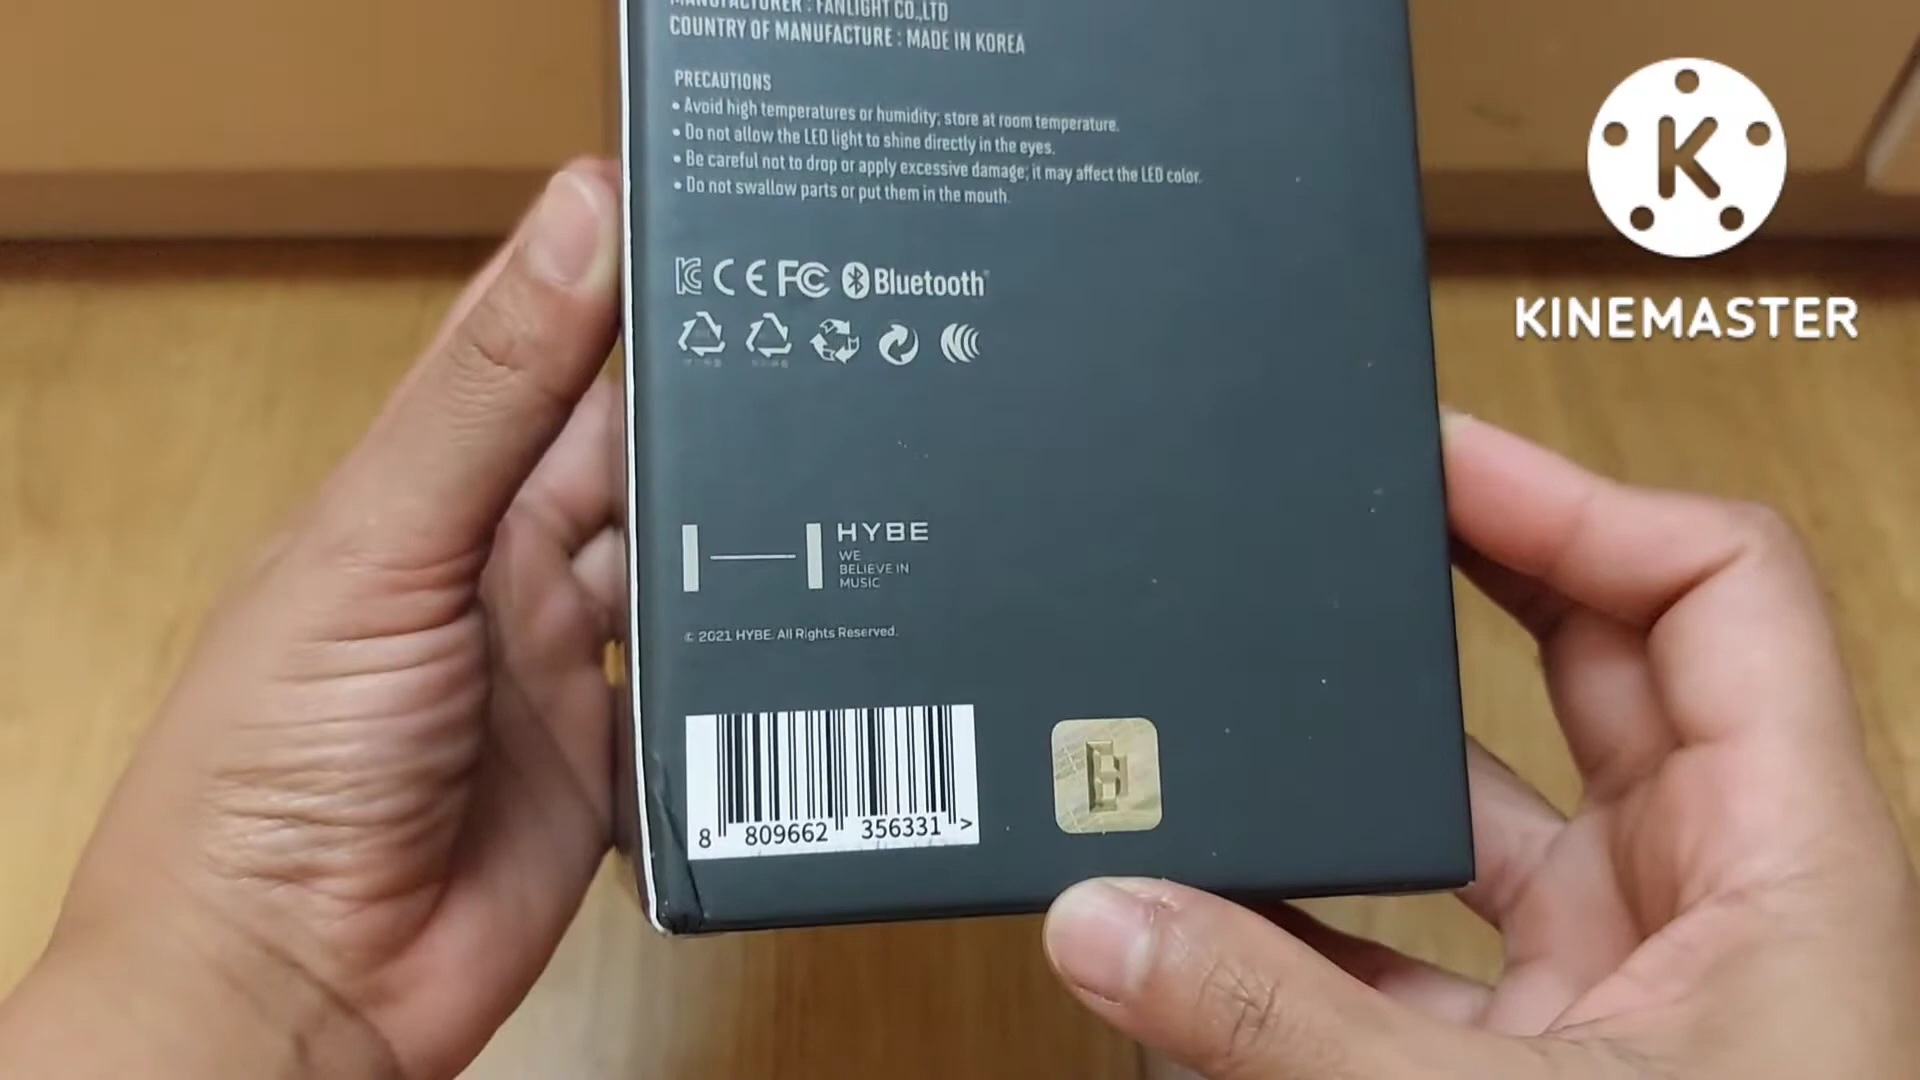 MANUFACTURER : FANLIGHT CO.,LTD
COUNTRY OF MANUFACTURE : MADE IN KOREA
PRECAUTIONS
• Avoid high temperatures or humidity; store at room temperature.
• Do not allow the LED light to shine directly in the eyes.
• Be careful not to drop or apply excessive damage; it may affect the LED color.
• Do not swallow parts or put them in the mouth.
KC CE FC Bluetooth
HYBE
WE
BELIEVE IN
MUSIC
© 2021 HYBE. All Rights Reserved.
8 809662 356331 >
K
KINEMASTER